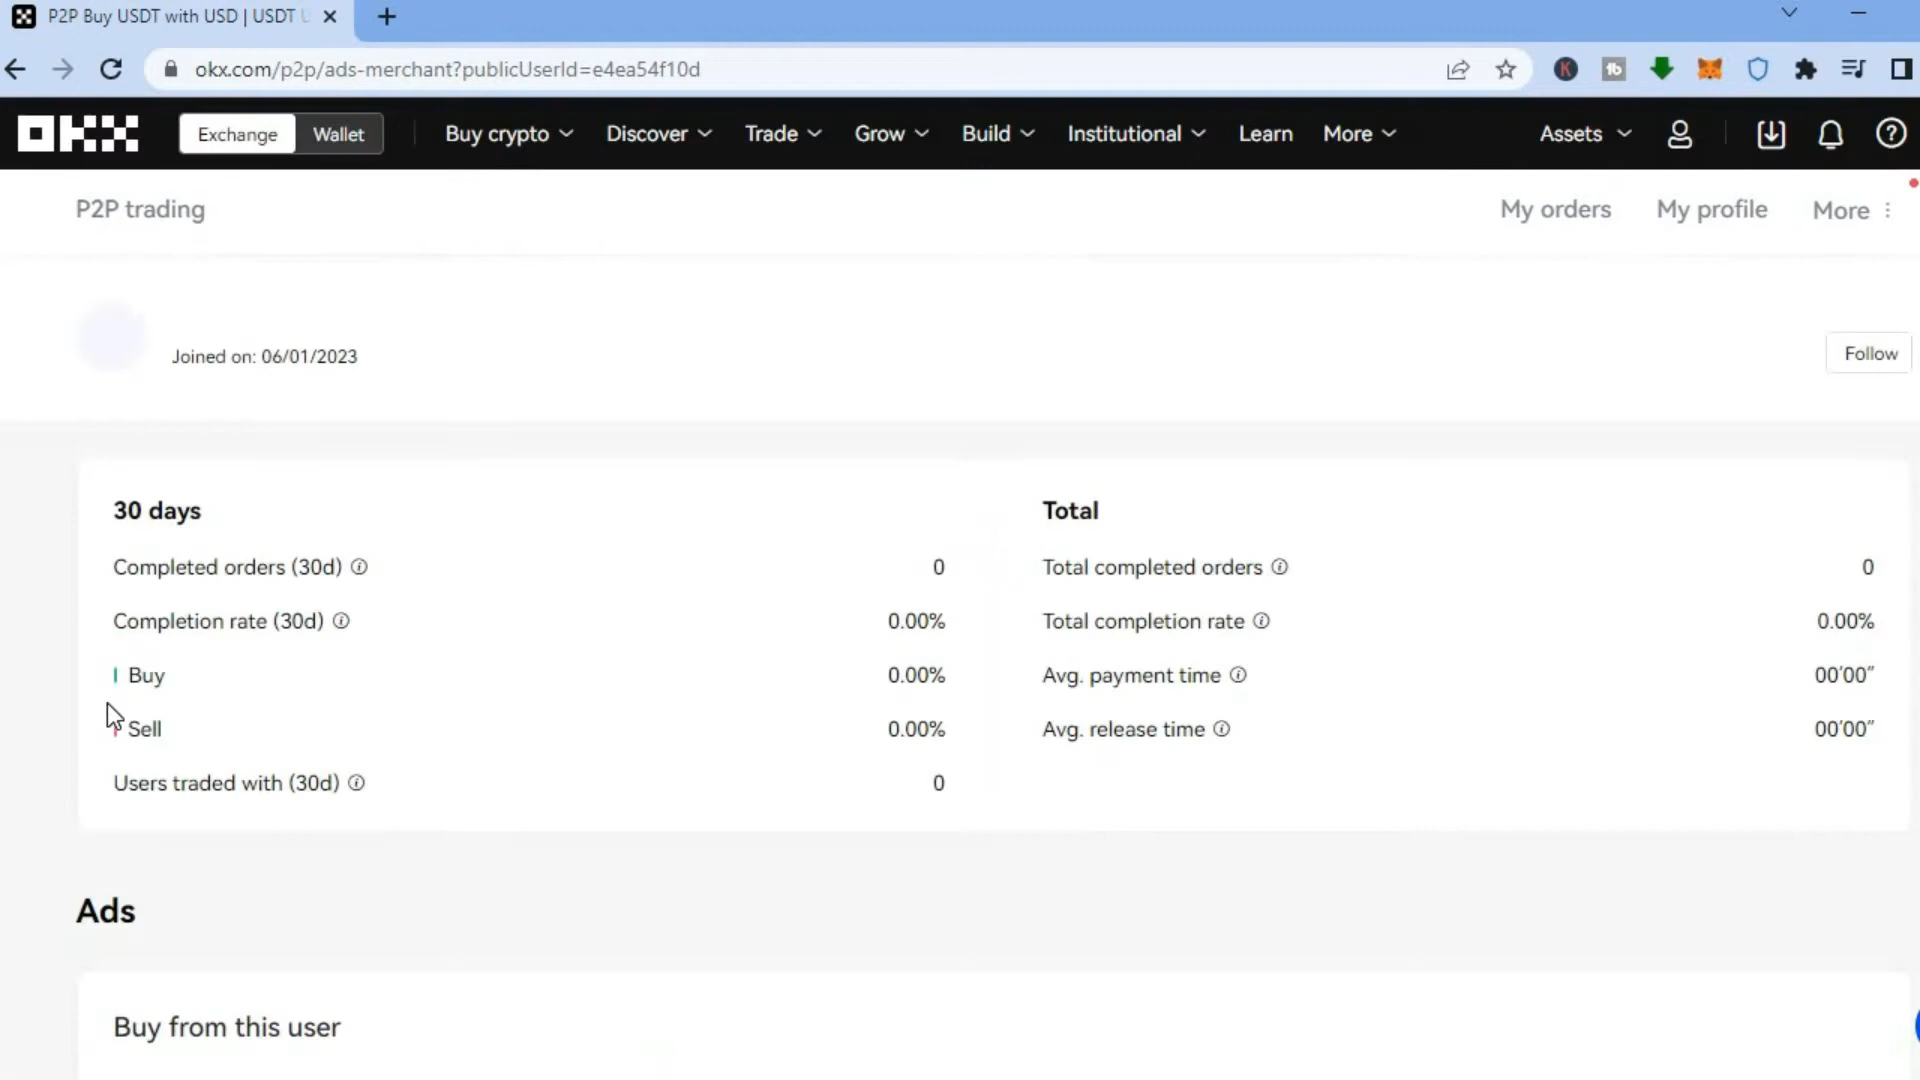 P2P Buy USDT with USD | USDT
okx.com/p2p/ads-merchant?publicUserId=e4ea54f10d
OKX Exchange Wallet Buy crypto Discover Trade Grow Build Institutional Learn More Assets
P2P trading My orders My profile More
Joined on: 06/01/2023
Follow
30 days
Completed orders (30d) 0
Completion rate (30d) 0.00%
Buy 0.00%
Sell 0.00%
Users traded with (30d) 0
Total
Total completed orders 0
Total completion rate 0.00%
Avg. payment time 00'00"
Avg. release time 00'00"
Ads
Buy from this user